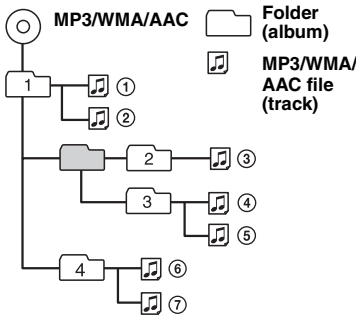 MP3/WMA/AAC
Folder
(album)
MP3/WMA/
AAC file
(track)
1
①
②
2
③
3
④
⑤
4
⑥
⑦